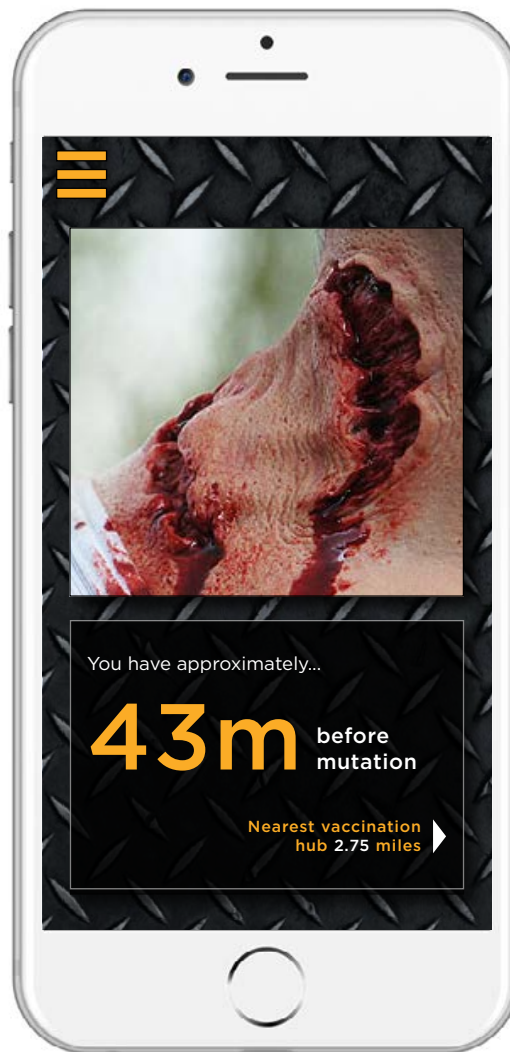 You have approximately...
43m
before
mutation
Nearest vaccination
hub 2.75 miles